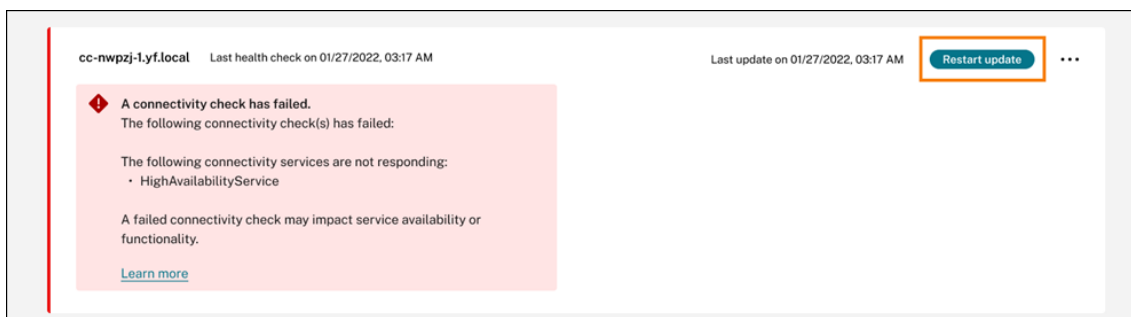 cc-nwpzj-1.yf.local Last health check on 01/27/2022, 03:17 AM Last update on 01/27/2022, 03:17 AM Restart update
A connectivity check has failed.
The following connectivity check(s) has failed:
The following connectivity services are not responding:
• HighAvailabilityService
A failed connectivity check may impact service availability or
functionality.
Learn more